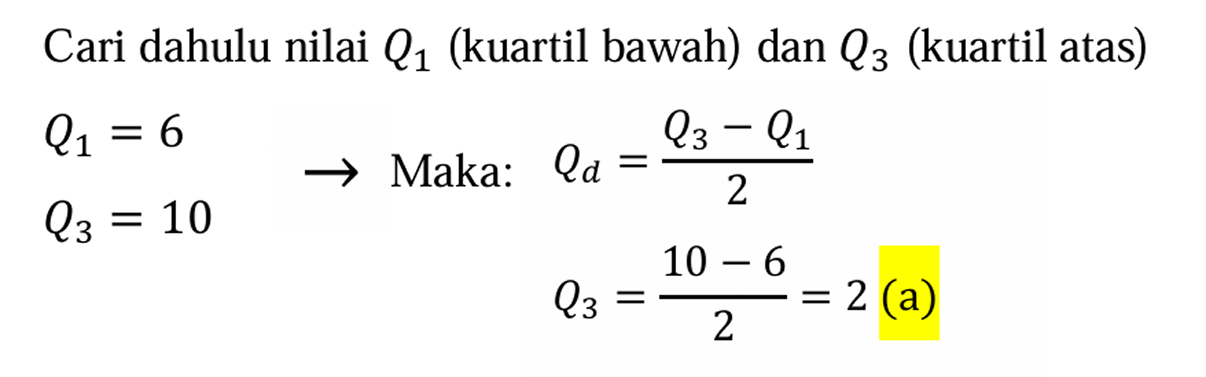 Cari dahulu nilai Q₁ (kuartil bawah) dan Q₃ (kuartil atas)
Q₁ = 6
Q₃ = 10
→ Maka: Q_d = (Q₃ − Q₁)/2
Q₃ = (10 − 6)/2 = 2 (a)